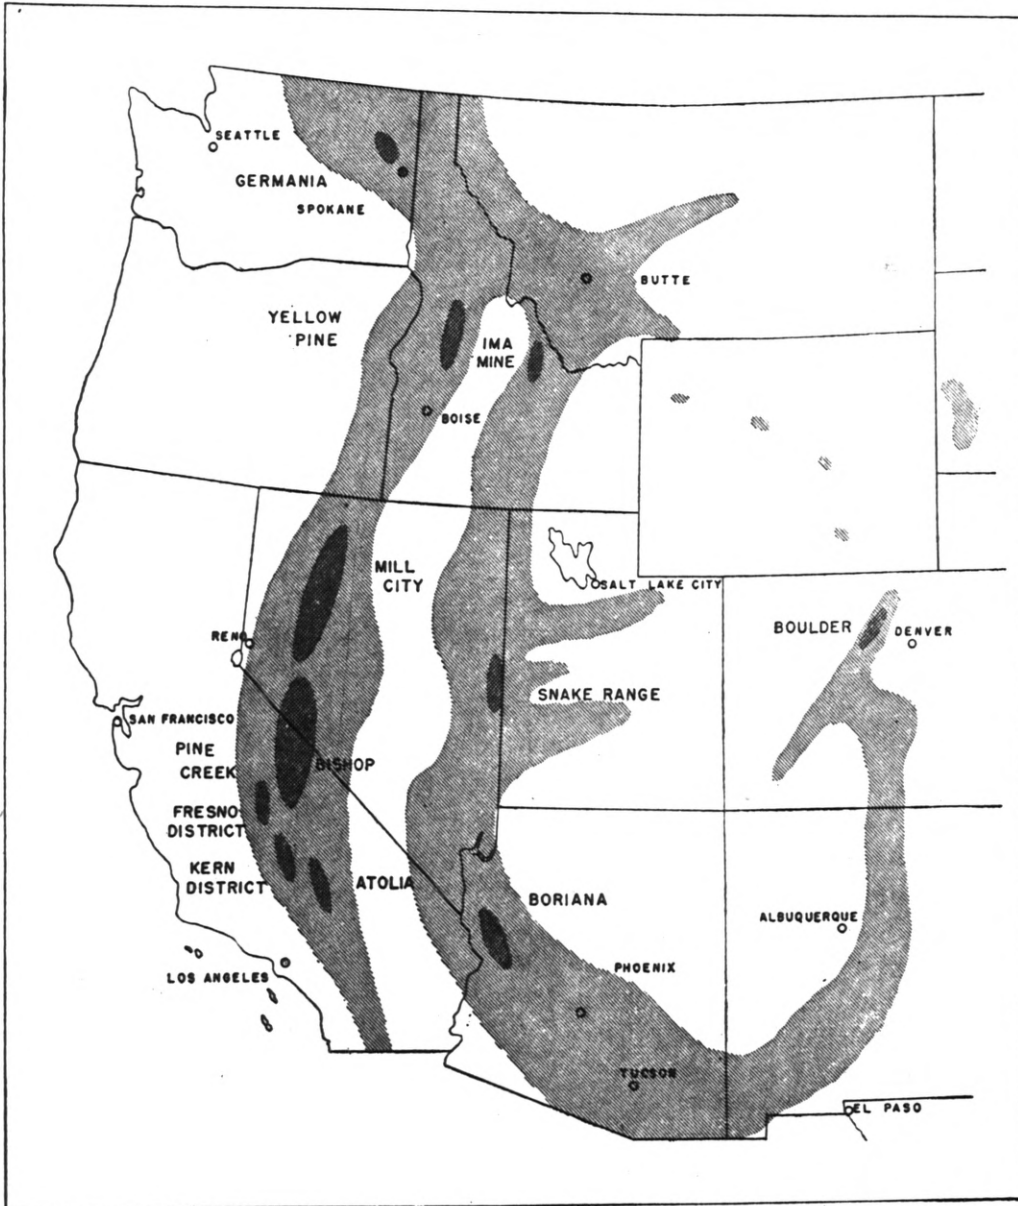 SEATTLE
GERMANIA
SPOKANE
BUTTE
YELLOW
PINE
IMA
MINE
BOISE
MILL
CITY
SALT LAKE CITY
RENO
BOULDER
DENVER
SNAKE RANGE
SAN FRANCISCO
PINE
CREEK
BISHOP
FRESNO
DISTRICT
KERN
DISTRICT
ATOLIA
BORIANA
ALBUQUERQUE
PHOENIX
LOS ANGELES
TUCSON
EL PASO